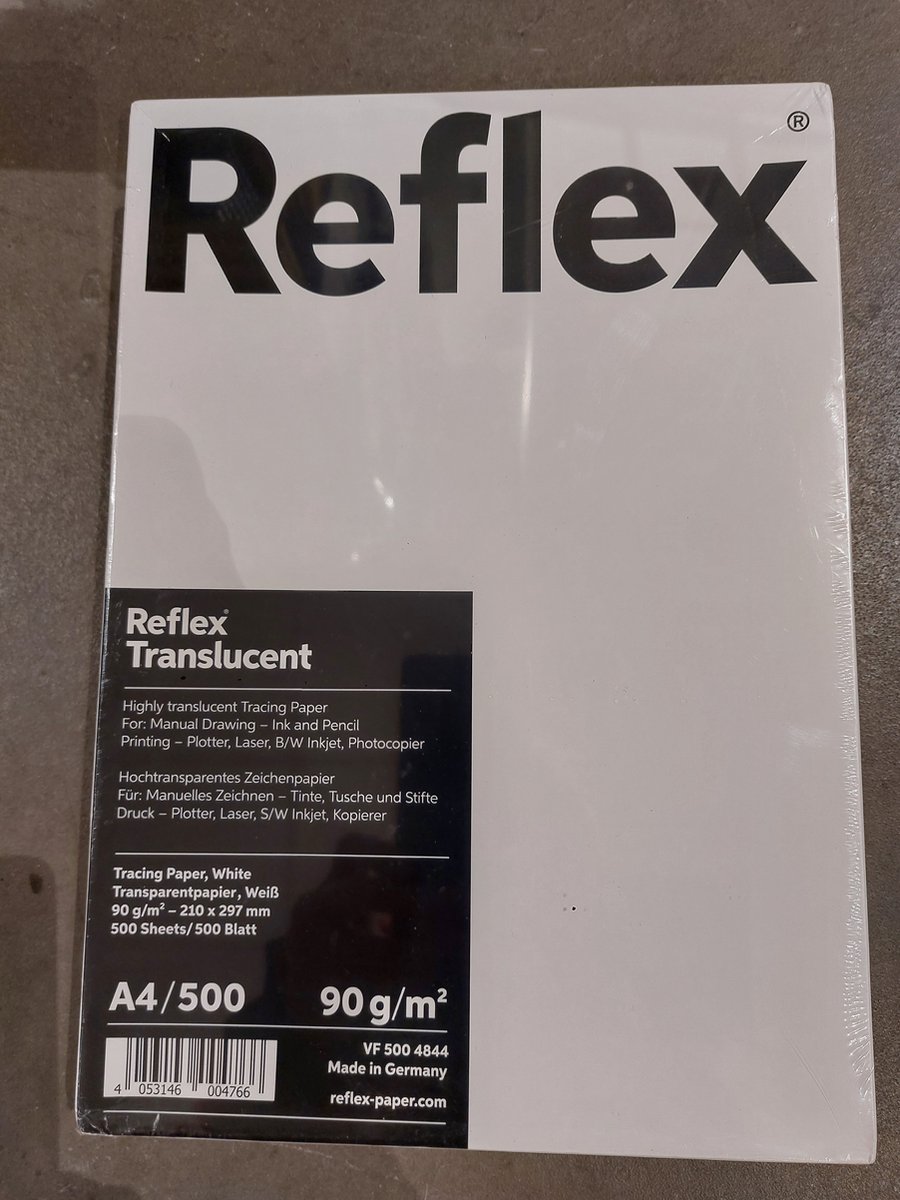 Reflex®
Reflex®
Translucent
Highly translucent Tracing Paper
For: Manual Drawing – Ink and Pencil
Printing – Plotter, Laser, B/W Inkjet, Photocopier
Hochtransparentes Zeichenpapier
Für: Manuelles Zeichnen – Tinte, Tusche und Stifte
Druck – Plotter, Laser, S/W Inkjet, Kopierer
Tracing Paper, White
Transparentpapier, Weiß
90 g/m² – 210 x 297 mm
500 Sheets/500 Blatt
A4/500 90 g/m²
VF 500 4844
Made in Germany
reflex-paper.com
4 053146 004766